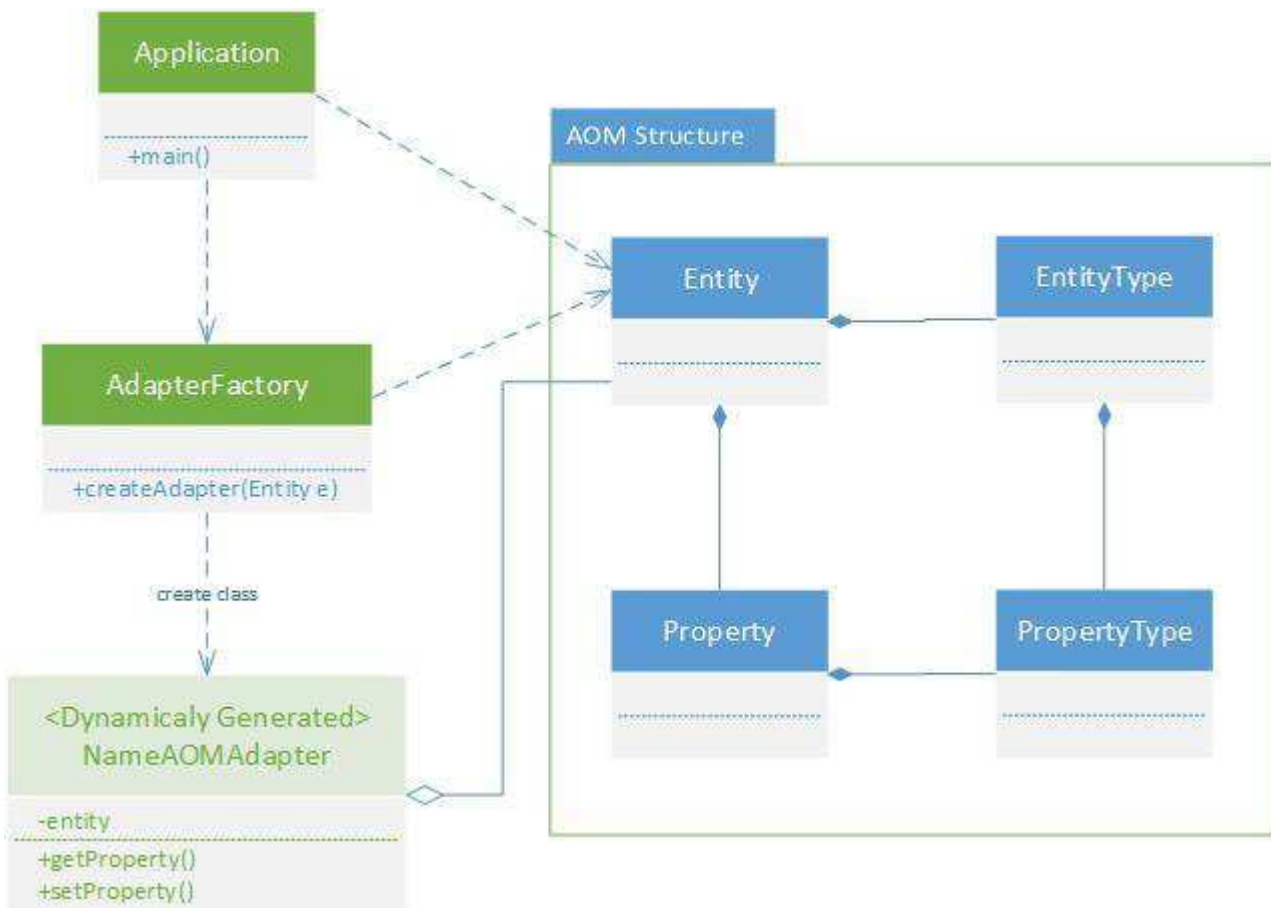 Application
+main()
AOM Structure
Entity
EntityType
AdapterFactory
+createAdapter(Entity e)
create class
Property
PropertyType
<Dynamicaly Generated>
NameAOMAdapter
-entity
+getProperty()
+setProperty()